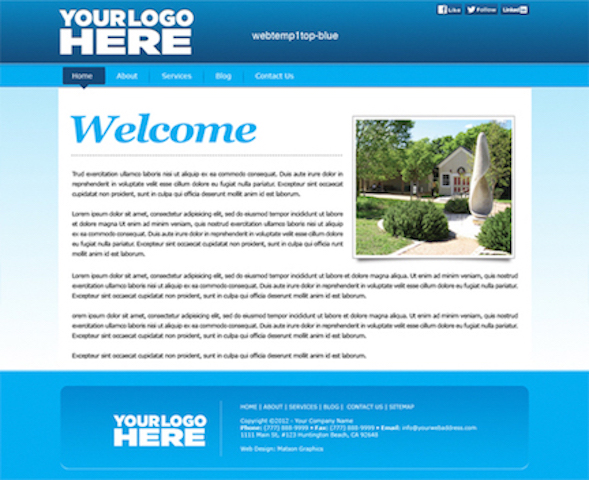 YOUR LOGO
HERE
webtemp1top-blue
Like
Follow
Linked in
Home
About
Services
Blog
Contact Us
Welcome
Trud exercitation ullamco laboris nisi ut aliquip ex ea commodo consequat. Duis aute irure dolor in
reprehenderit in voluptate velit esse cillum dolore eu fugiat nulla pariatur. Excepteur sint occaecat
cupidatat non proident, sunt in culpa qui officia deserunt mollit anim id est laborum.
Lorem ipsum dolor sit amet, consectetur adipisicing elit, sed do eiusmod tempor incididunt ut labore
et dolore magna aliqua. Ut enim ad minim veniam, quis nostrud exercitation ullamco laboris nisi ut aliquip
ex ea commodo consequat. Duis aute irure dolor in reprehenderit in voluptate velit esse cillum dolore
eu fugiat nulla pariatur. Excepteur sint occaecat cupidatat non proident, sunt in culpa qui officia deserunt
mollit anim id est laborum.
Lorem ipsum dolor sit amet, consectetur adipisicing elit, sed do eiusmod tempor incididunt ut labore et dolore magna aliqua. Ut enim ad minim veniam, quis nostrud
exercitation ullamco laboris nisi ut aliquip ex ea commodo consequat. Duis aute irure dolor in reprehenderit in voluptate velit esse cillum dolore eu fugiat nulla pariatur.
Excepteur sint occaecat cupidatat non proident, sunt in culpa qui officia deserunt mollit anim id est laborum.
orem ipsum dolor sit amet, consectetur adipisicing elit, sed do eiusmod tempor incididunt ut labore et dolore magna aliqua. Ut enim ad minim veniam, quis nostrud
exercitation ullamco laboris nisi ut aliquip ex ea commodo consequat. Duis aute irure dolor in reprehenderit in voluptate velit esse cillum dolore eu fugiat nulla pariatur.
Excepteur sint occaecat cupidatat non proident, sunt in culpa qui officia deserunt mollit anim id est laborum.
Excepteur sint occaecat cupidatat non proident, sunt in culpa qui officia deserunt mollit anim id est laborum.
YOUR LOGO
HERE
HOME | ABOUT | SERVICES | BLOG | CONTACT US | SITEMAP
Copyright ©2012 - Your Company Name
Phone: (777) 888-9999 • Fax: (777) 888-9999 • Email: info@yourwebaddress.com
1111 Main St, #123 Huntington Beach, CA 92648
Web Design: Matson Graphics